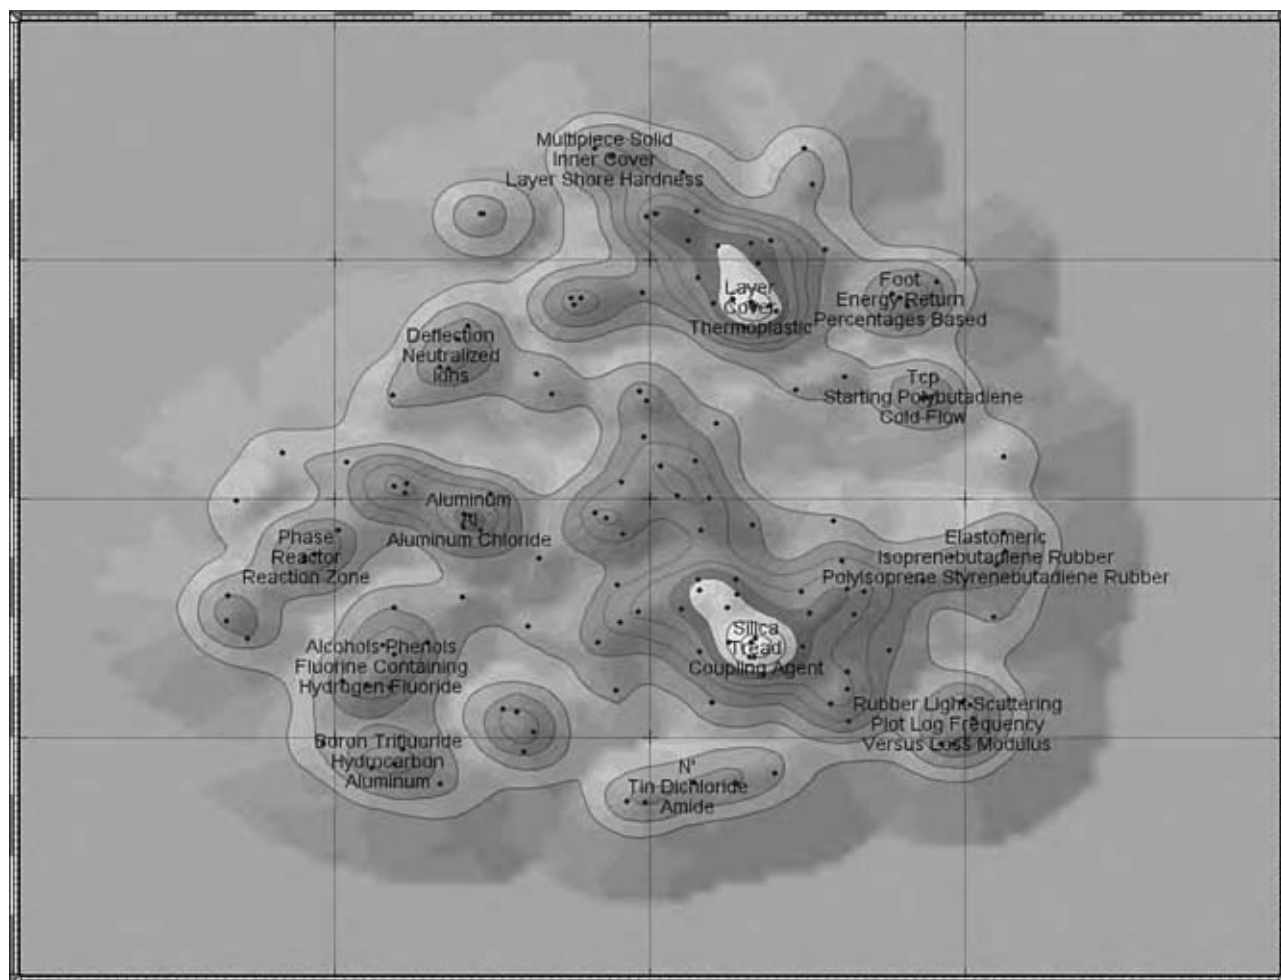 Multipiece Solid
Inner Cover
Layer Shore Hardness
Layer
Cover
Thermoplastic
Foot
Energy Return
Percentages Based
Deflection
Neutralized
Ions
Tcp
Starting Polybutadiene
Cold Flow
Aluminum
Aluminum Chloride
Phase
Reactor
Reaction Zone
Elastomeric
Isoprenebutadiene Rubber
Polyisoprene Styrenebutadiene Rubber
Silica
Tread
Coupling Agent
Alcohols Phenols
Fluorine Containing
Hydrogen Fluoride
Rubber Light Scattering
Plot Log Frequency
Versus Loss Modulus
Boron Trifluoride
Hydrocarbon
Aluminum
N'
Tin Dichloride
Amide